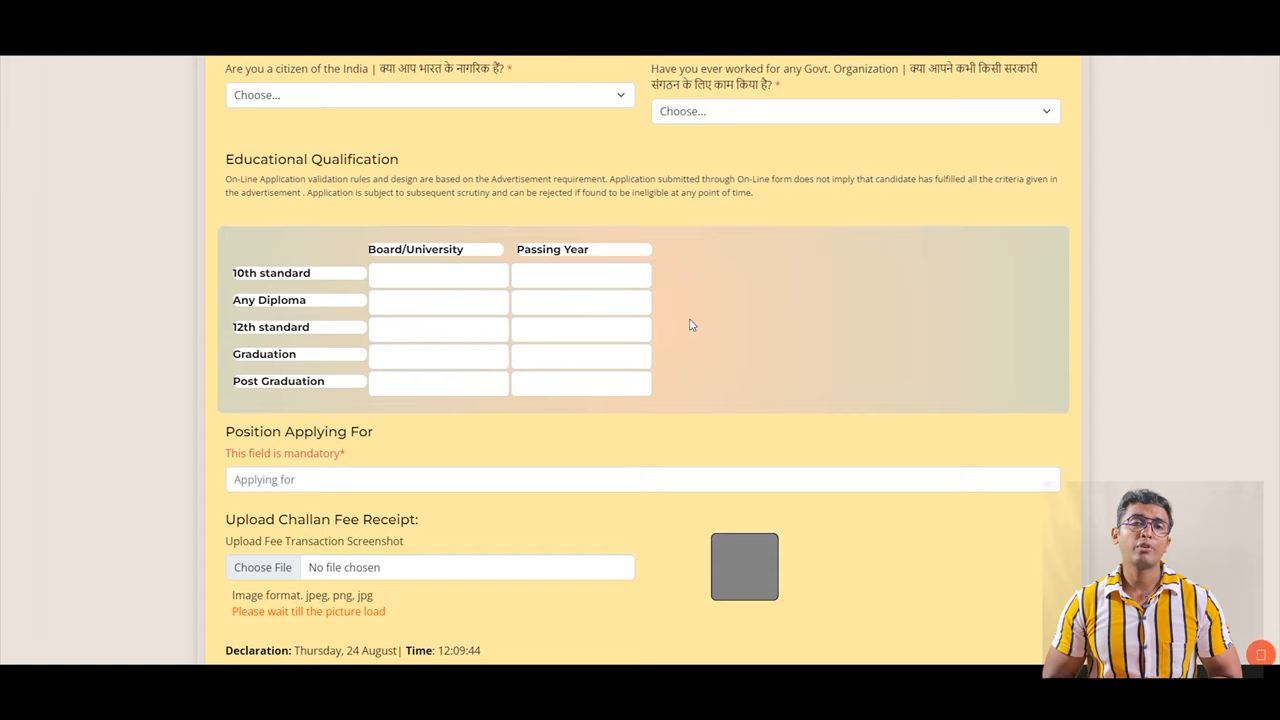 Are you a citizen of the India | क्या आप भारत के नागरिक हैं? *
Choose...
Have you ever worked for any Govt. Organization | क्या आपने कभी किसी सरकारी
संगठन के लिए काम किया है? *
Choose...
Educational Qualification
On-Line Application validation rules and design are based on the Advertisement requirement. Application submitted through On-Line form does not imply that candidate has fulfilled all the criteria given in
the advertisement . Application is subject to subsequent scrutiny and can be rejected if found to be ineligible at any point of time.
Board/University Passing Year
10th standard
Any Diploma
12th standard
Graduation
Post Graduation
Position Applying For
This field is mandatory*
Applying for
Upload Challan Fee Receipt:
Upload Fee Transaction Screenshot
Choose File No file chosen
Image format. jpeg, png, jpg
Please wait till the picture load
Declaration: Thursday, 24 August| Time: 12:09:44